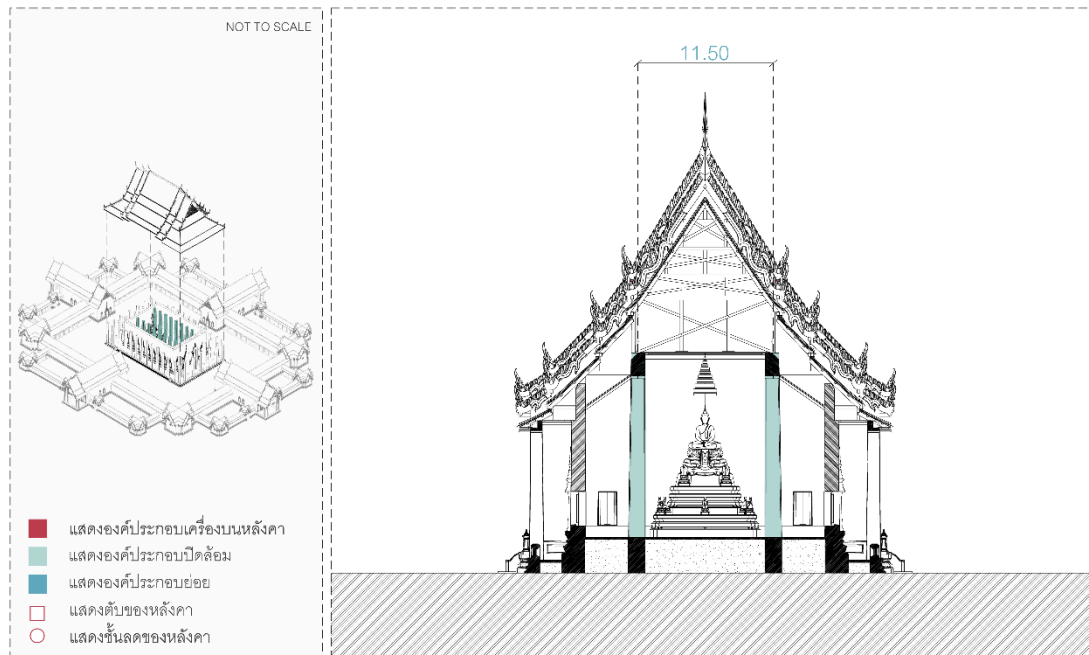 NOT TO SCALE
11.50
แสดงองค์ประกอบเครื่องบนหลังคา
แสดงองค์ประกอบปิดล้อม
แสดงองค์ประกอบย่อย
แสดงตับของหลังคา
แสดงชั้นลดของหลังคา